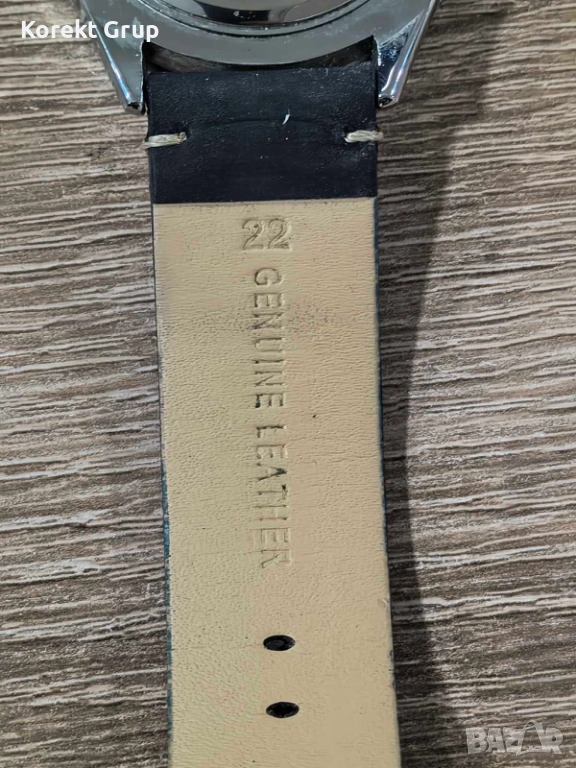 Korekt Grup
22
GENUINE LEATHER
BAZAR